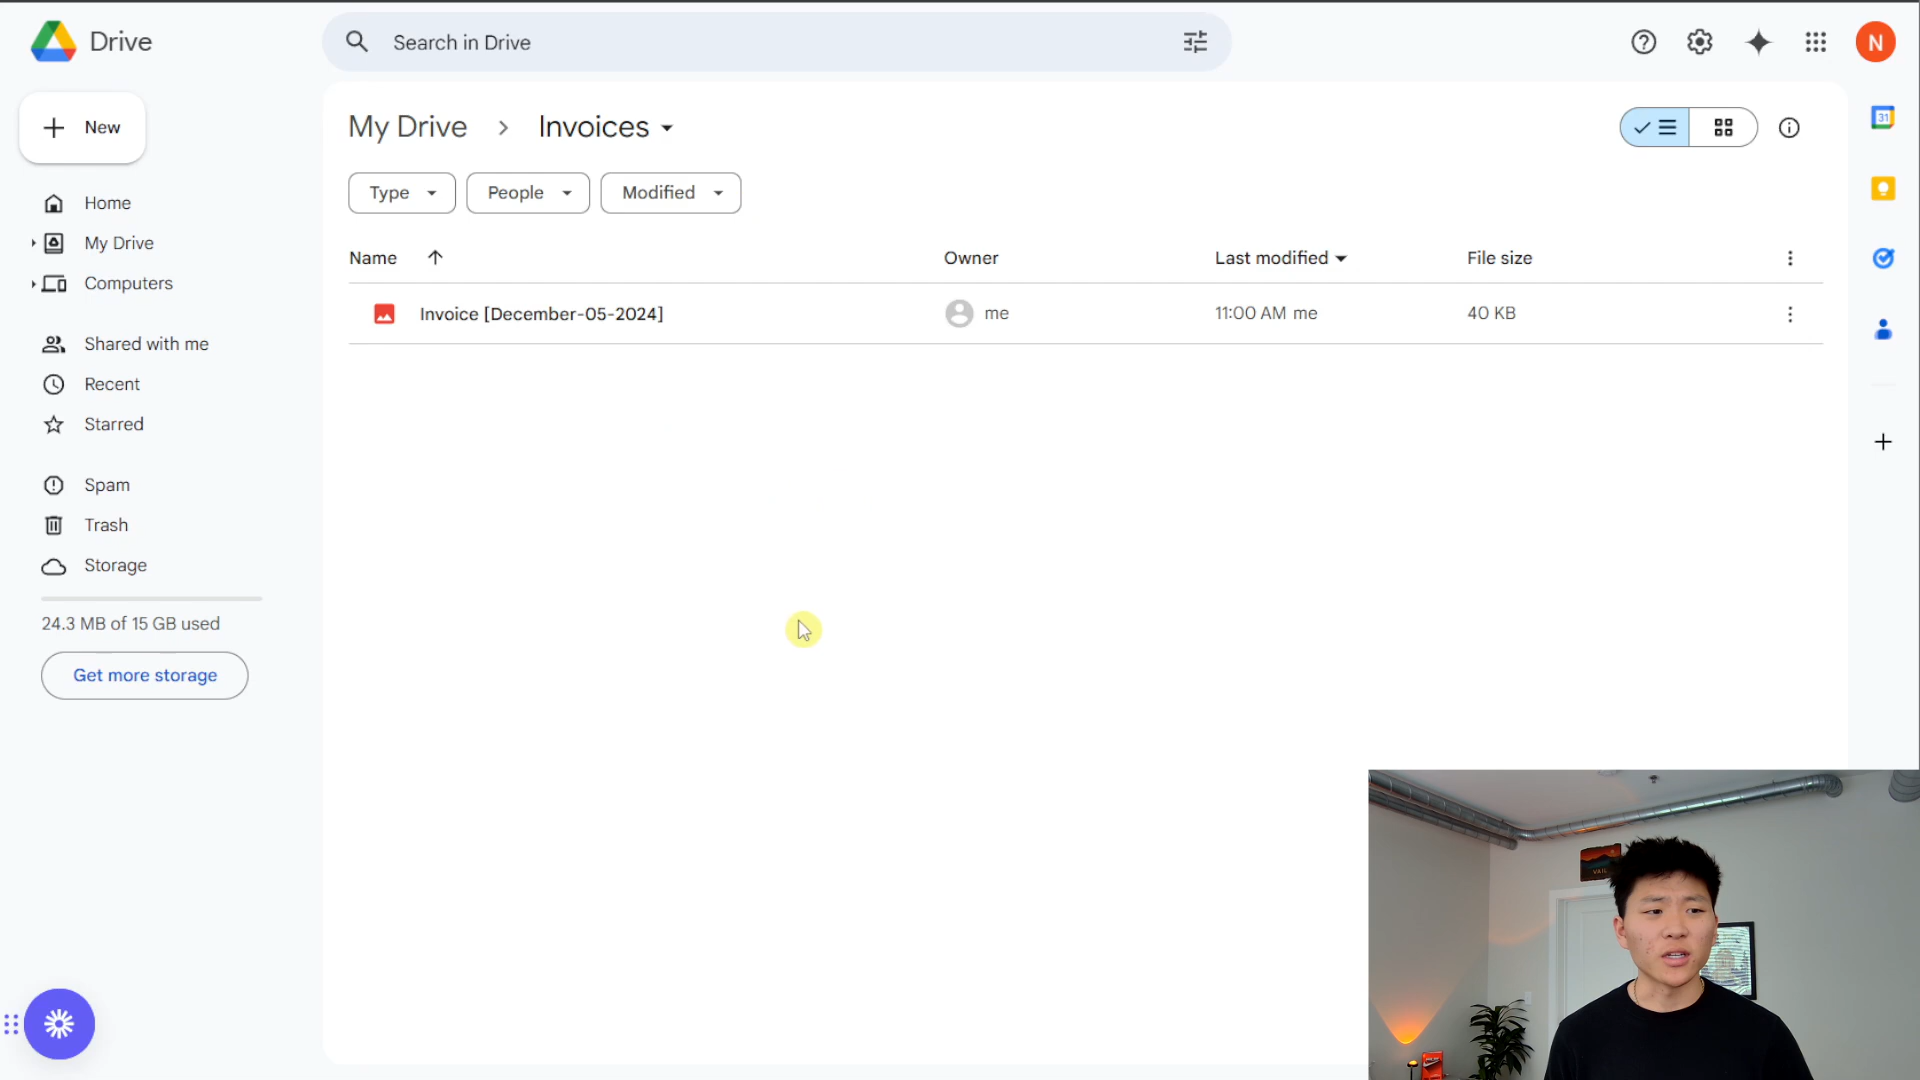 Drive
Search in Drive
N
New
My Drive
Invoices
31
Type
People
Modified
Home
My Drive
Computers
Name
Owner
Last modified
File size
Invoice [December-05-2024]
me
11:00 AM me
40 KB
Shared with me
Recent
Starred
Spam
Trash
Storage
24.3 MB of 15 GB used
Get more storage
VAIL